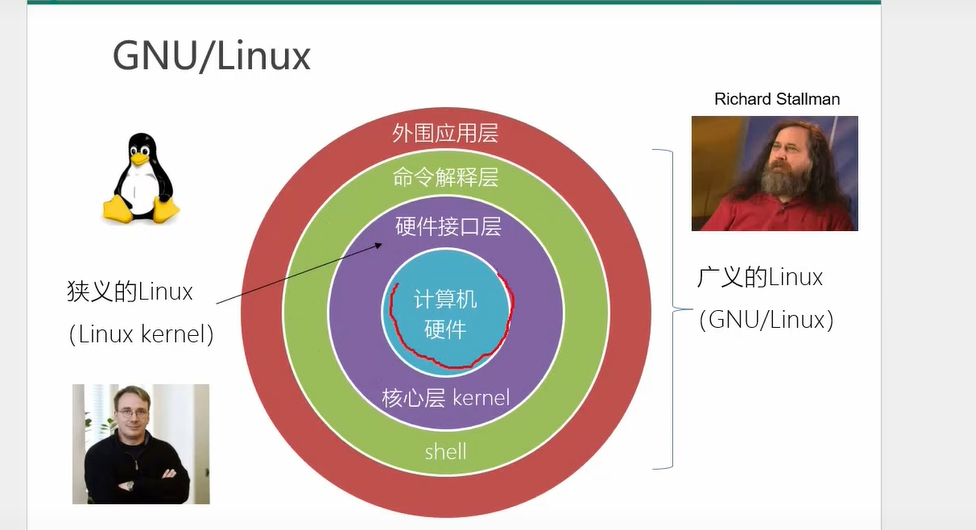 GNU/Linux
Richard Stallman
外围应用层
命令解释层
硬件接口层
计算机
硬件
核心层 kernel
shell
狭义的Linux
(Linux kernel)
广义的Linux
(GNU/Linux)